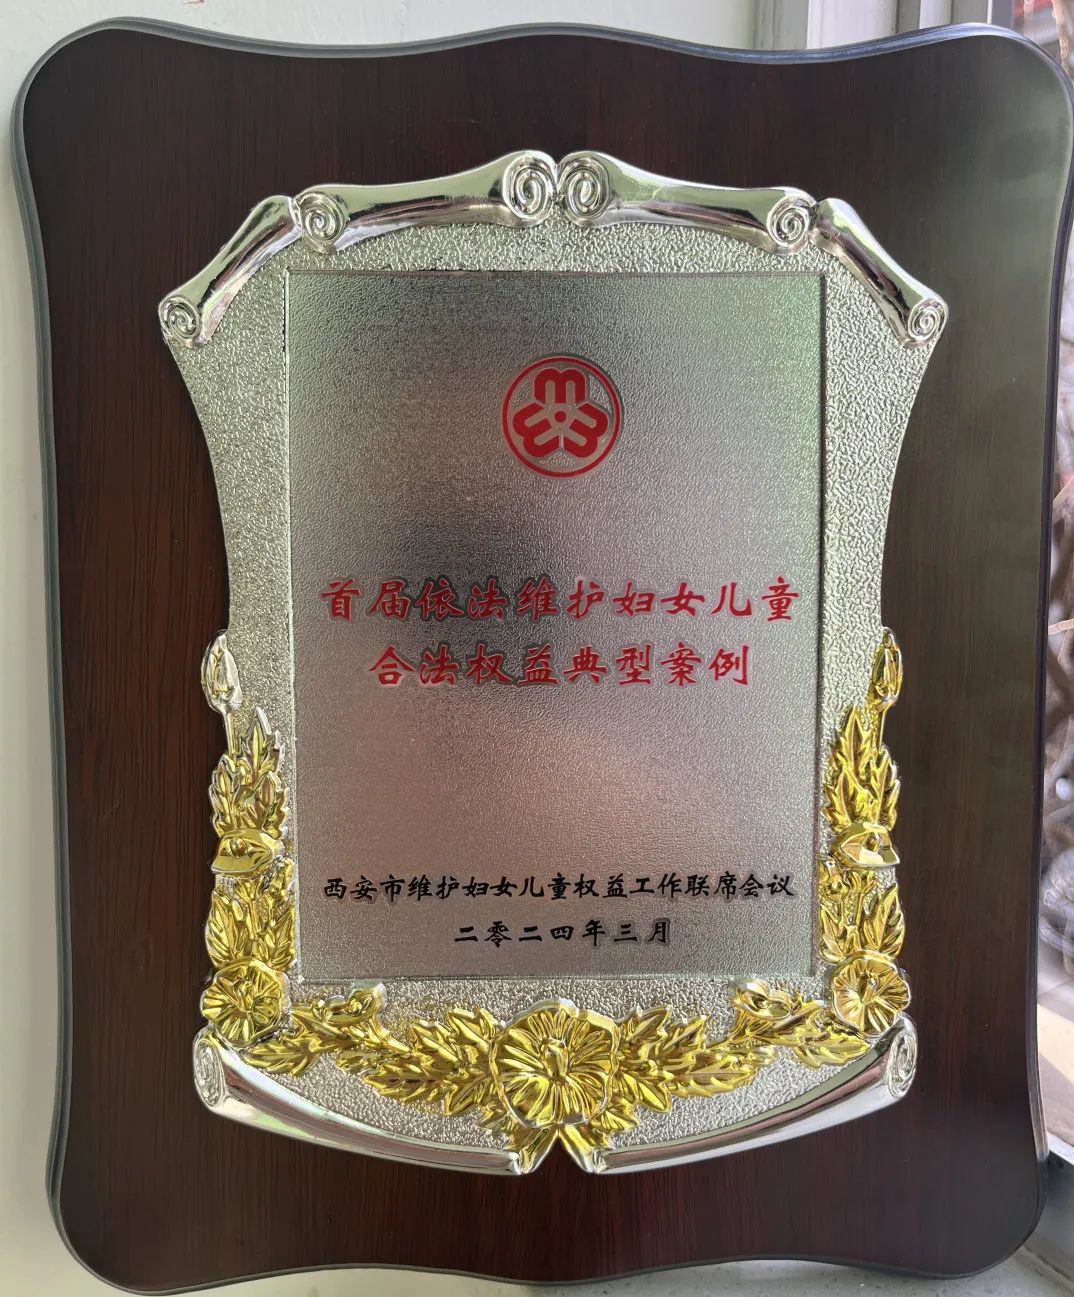 首届依法维护妇女儿童
合法权益典型案例
西安市维护妇女儿童权益工作联席会议
二零二四年三月